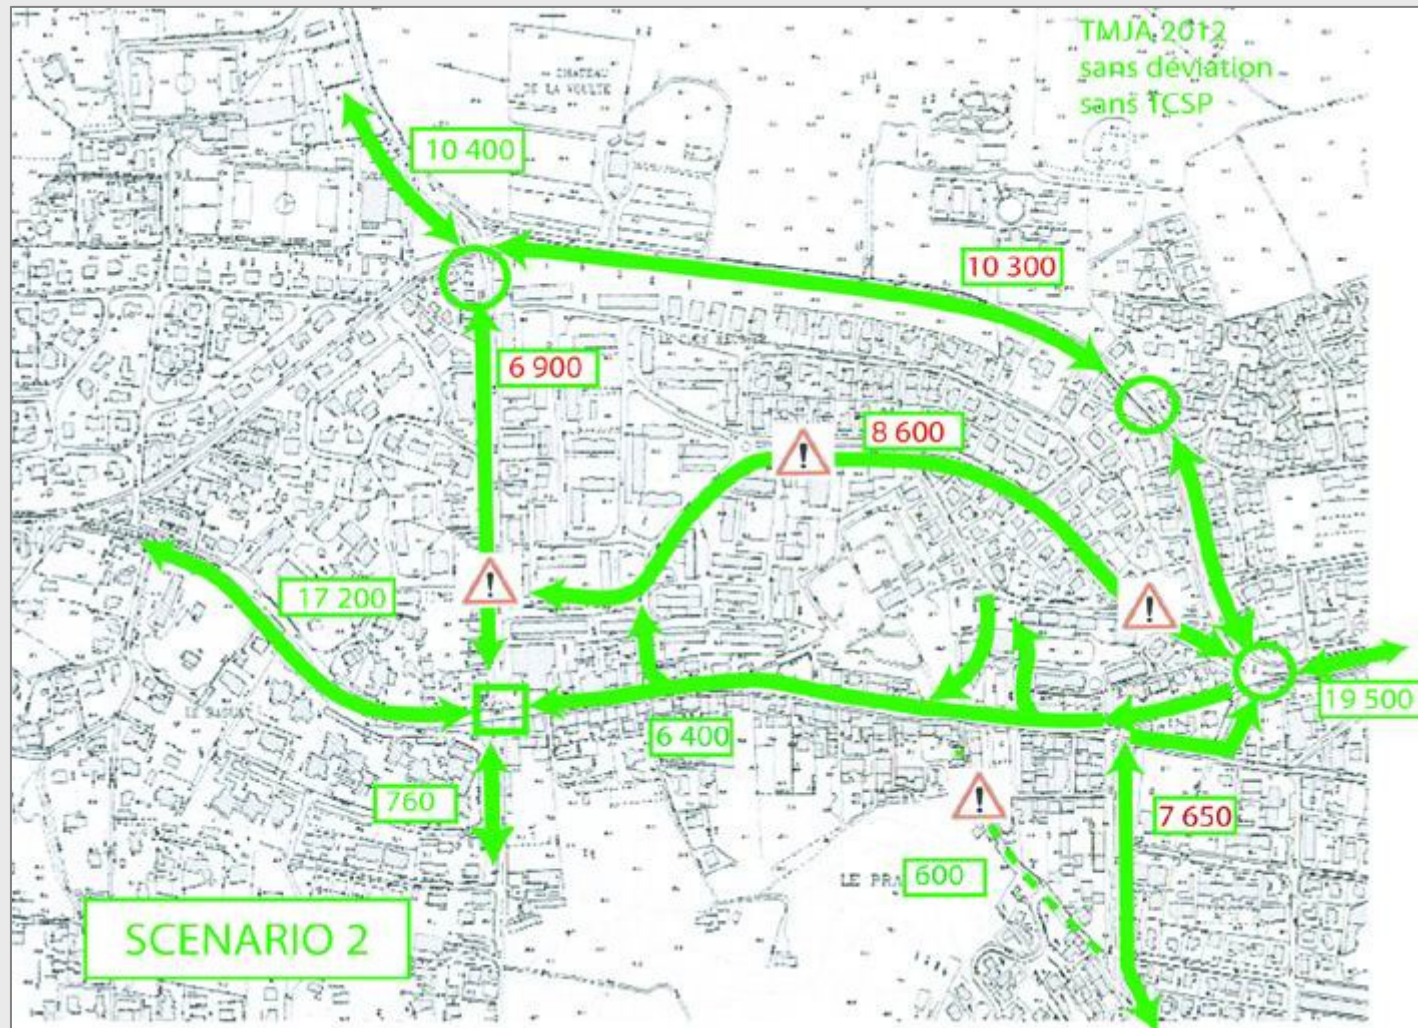 TMJA 2012
sans déviation
sans TCSP
CHATEAU
DE LA VOULTE
10 400
10 300
6 900
8 600
17 200
19 500
6 400
760
7 650
600
LE PRA
SCENARIO 2